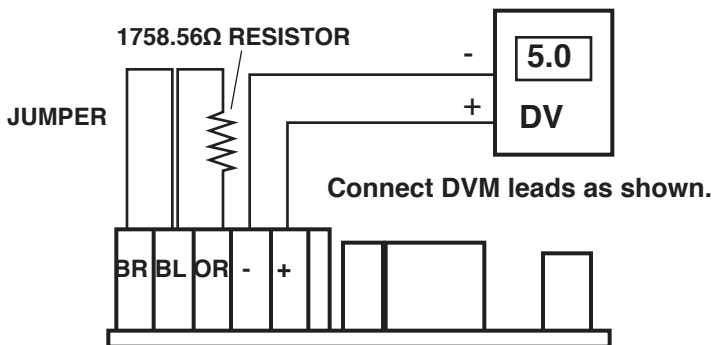 1758.56Ω RESISTOR
JUMPER
-
5.0
+
DV
Connect DVM leads as shown.
BR BL OR - +